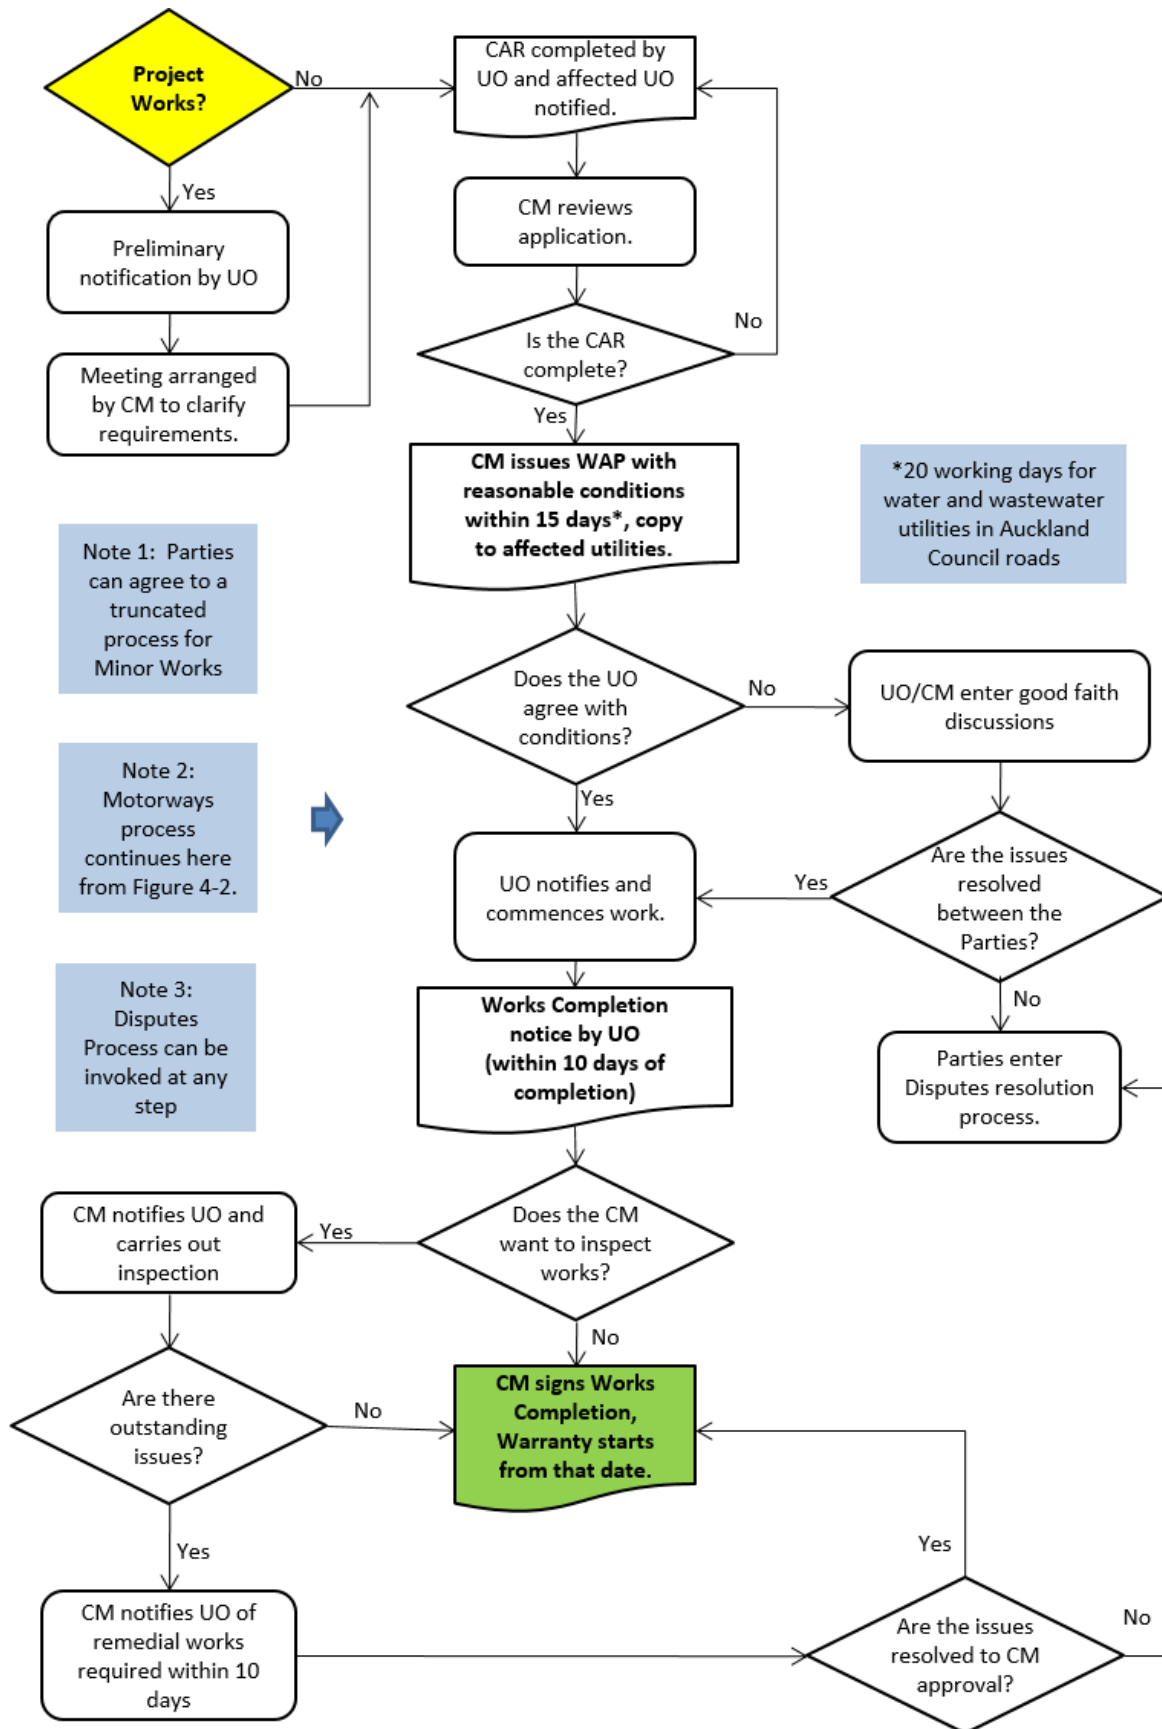 Project
Works?
No
CAR completed by
UO and affected UO
notified.
Yes
Preliminary
notification by UO
CM reviews
application.
Meeting arranged
by CM to clarify
requirements.
Is the CAR
complete?
No
Yes
CM issues WAP with
reasonable conditions
within 15 days*, copy
to affected utilities.
*20 working days for
water and wastewater
utilities in Auckland
Council roads
Note 1:  Parties
can agree to a
truncated
process for
Minor Works
Does the UO
agree with
conditions?
No
UO/CM enter good faith
discussions
Yes
Note 2:
Motorways
process
continues here
from Figure 4-2.
UO notifies and
commences work.
Yes
Are the issues
resolved
between the
Parties?
No
Note 3:
Disputes
Process can be
invoked at any
step
Works Completion
notice by UO
(within 10 days of
completion)
Parties enter
Disputes resolution
process.
CM notifies UO and
carries out
inspection
Yes
Does the CM
want to inspect
works?
No
Are there
outstanding
issues?
No
CM signs Works
Completion,
Warranty starts
from that date.
Yes
Yes
CM notifies UO of
remedial works
required within 10
days
Are the issues
resolved to CM
approval?
No